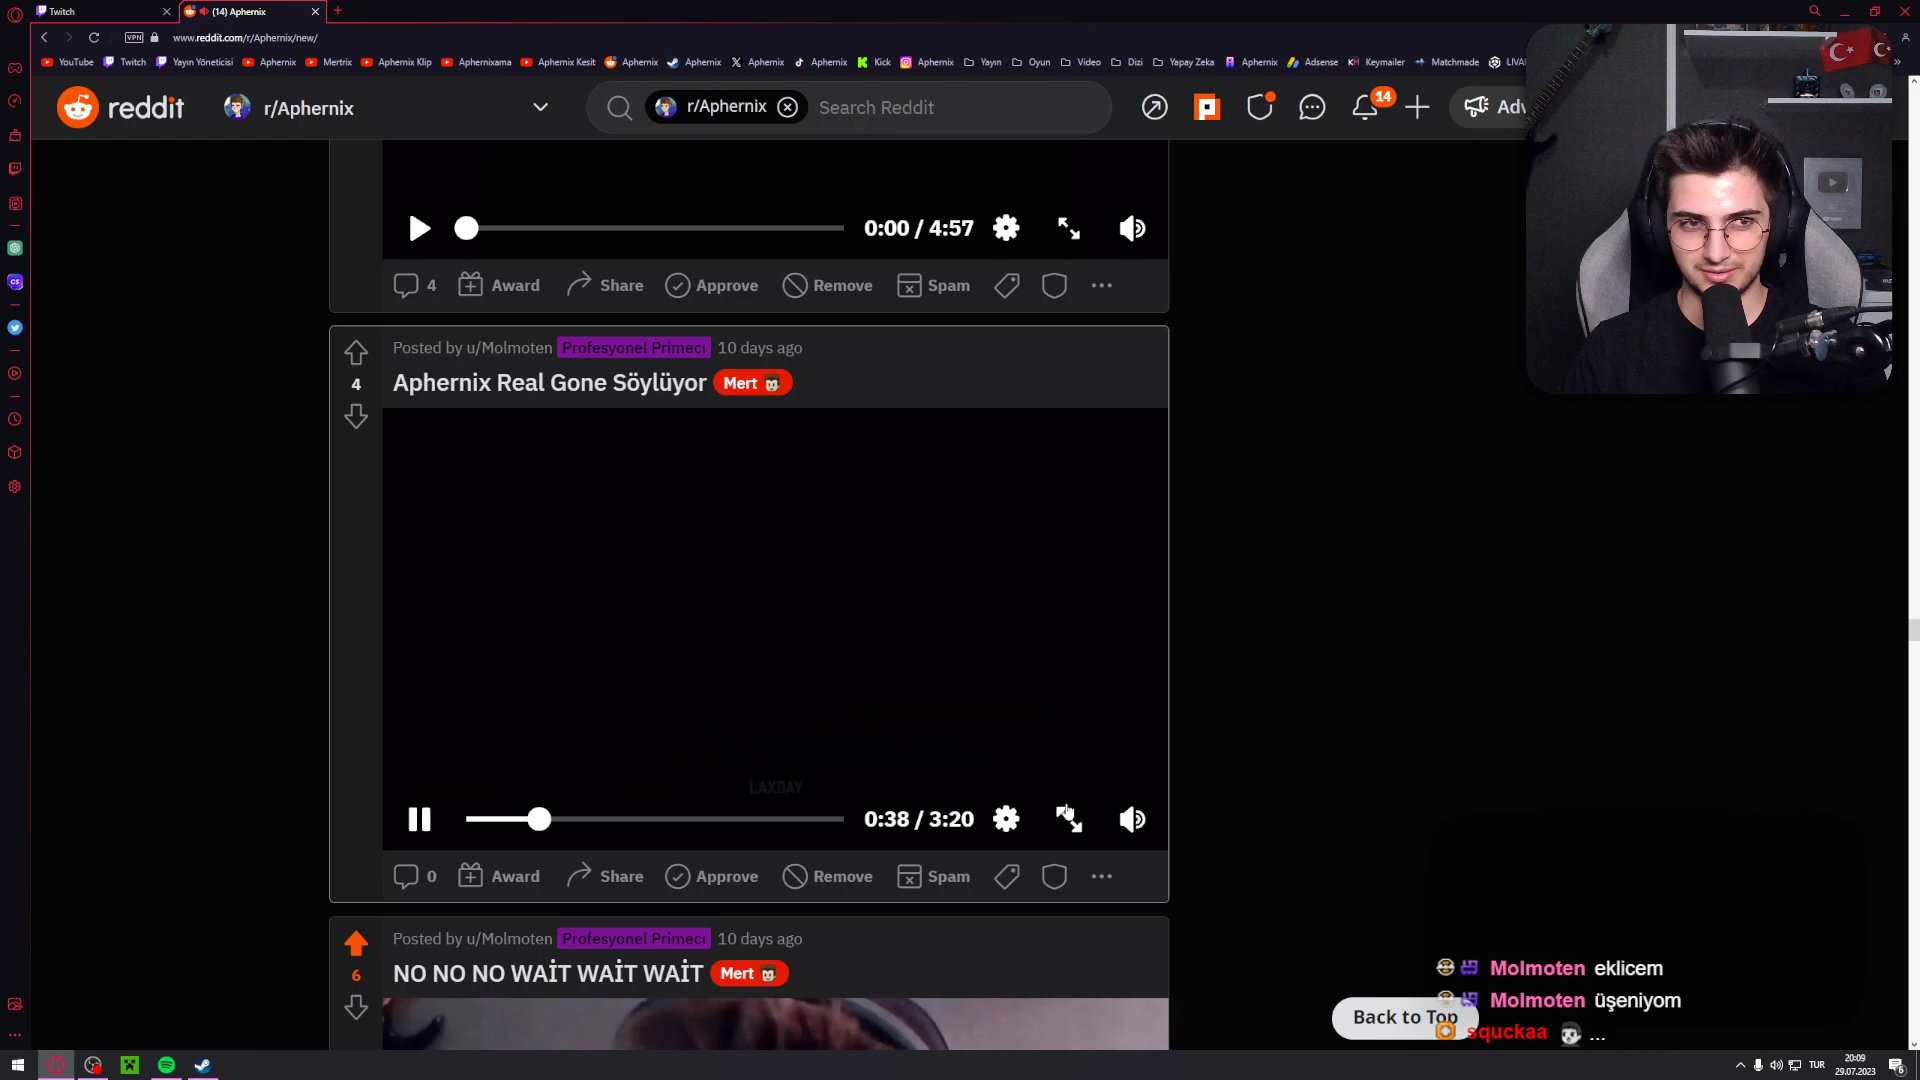 Twitch
(14) Aphernix
VPN
www.reddit.com/r/Aphernix/new/
YouTube Twitch Yayın Yöneticisi Aphernix Mertrix Aphernix Klip Aphernixama Aphernix Kesit Aphernix Aphernix Aphernix Aphernix Kick Aphernix Yayın Oyun Video Dizi Yapay Zeka Aphernix Adsense Keymailer Matchmade
reddit r/Aphernix r/Aphernix Search Reddit 14
0:00 / 4:57
4 Award Share Approve Remove Spam
Posted by u/Molmoten Profesyonel Primeci 10 days ago
4
Aphernix Real Gone Söylüyor Mert
LAXDAY
0:38 / 3:20
0 Award Share Approve Remove Spam
Posted by u/Molmoten Profesyonel Primeci 10 days ago
6
NO NO NO WAİT WAİT WAİT Mert
Molmoten eklicem
Molmoten üşeniyom
squckaa ...
Back to Top
TUR
20:09
29.07.2023
6